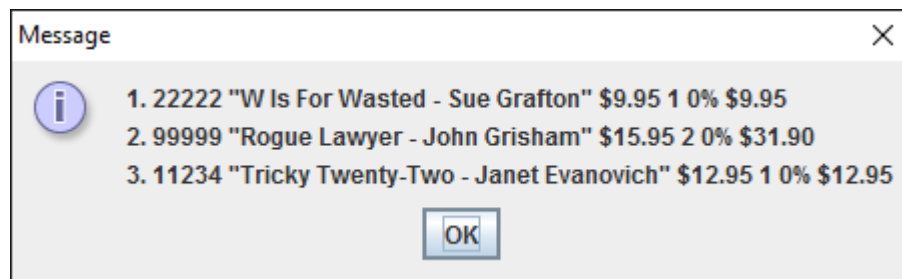 Message
1. 22222 "W Is For Wasted - Sue Grafton" $9.95 1 0% $9.95
2. 99999 "Rogue Lawyer - John Grisham" $15.95 2 0% $31.90
3. 11234 "Tricky Twenty-Two - Janet Evanovich" $12.95 1 0% $12.95
OK